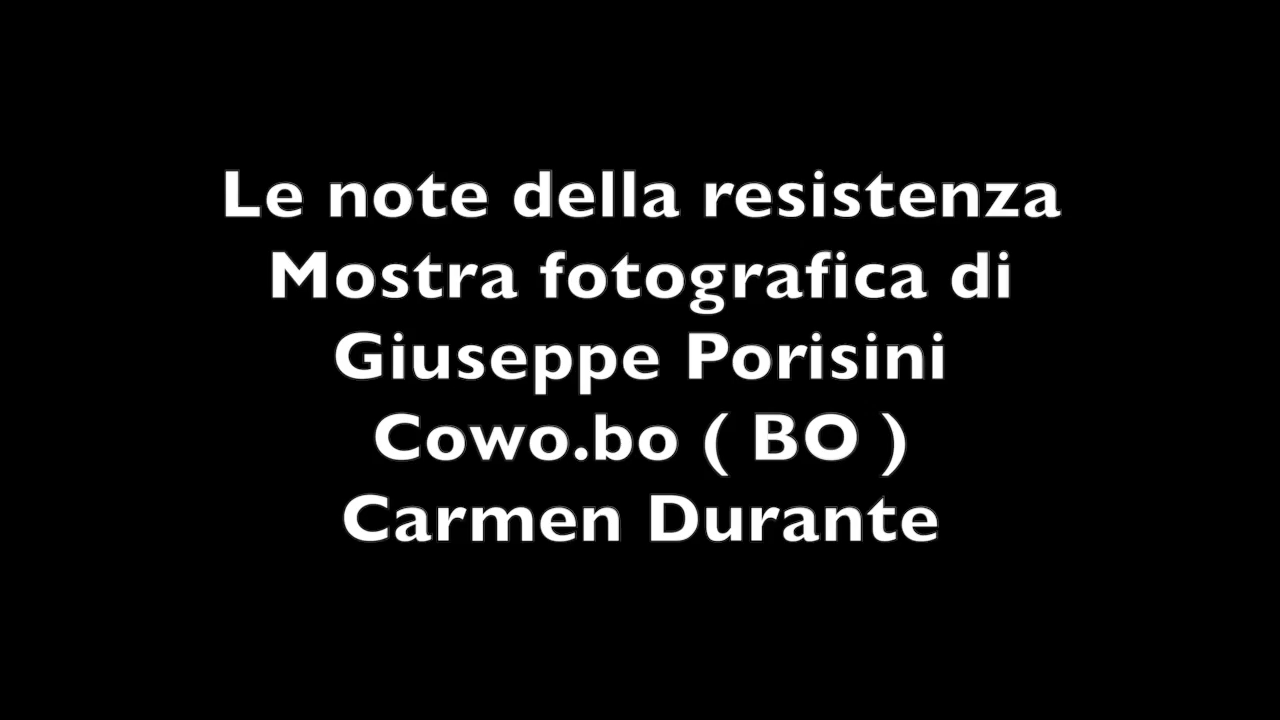 Le note della resistenza
Mostra fotografica di
Giuseppe Porisini
Cowo.bo ( BO )
Carmen Durante